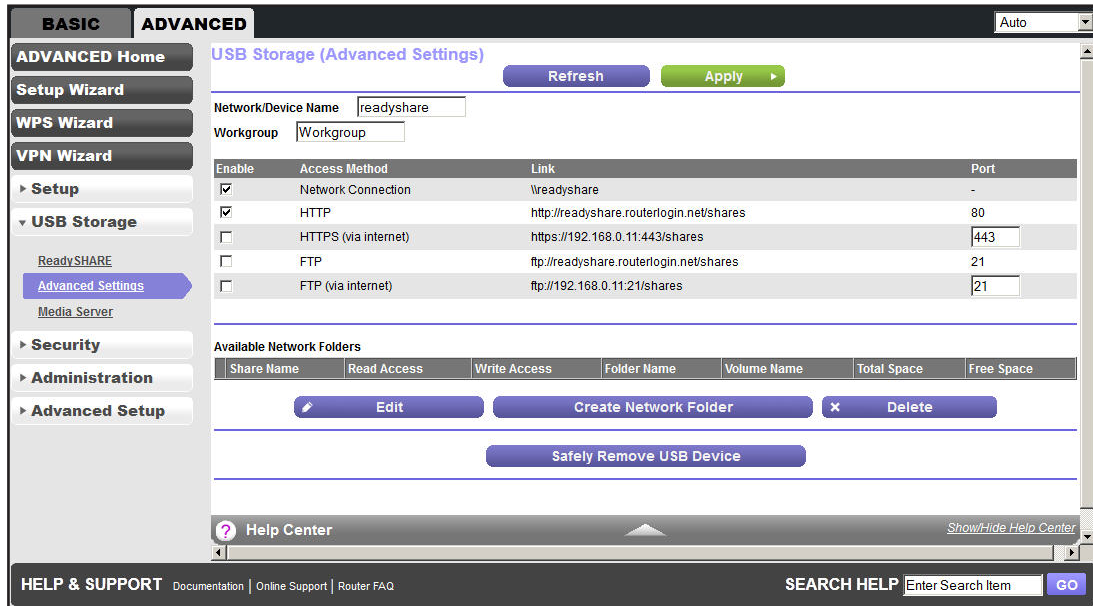 BASIC ADVANCED Auto
ADVANCED Home
Setup Wizard
WPS Wizard
VPN Wizard
Setup
USB Storage
ReadySHARE
Advanced Settings
Media Server
Security
Administration
Advanced Setup
USB Storage (Advanced Settings)
Refresh Apply
Network/Device Name readyshare
Workgroup Workgroup
Enable Access Method Link Port
Network Connection \\readyshare -
HTTP http://readyshare.routerlogin.net/shares 80
HTTPS (via internet) https://192.168.0.11:443/shares 443
FTP ftp://readyshare.routerlogin.net/shares 21
FTP (via internet) ftp://192.168.0.11:21/shares 21
Available Network Folders
Share Name Read Access Write Access Folder Name Volume Name Total Space Free Space
Edit Create Network Folder Delete
Safely Remove USB Device
? Help Center Show/Hide Help Center
HELP & SUPPORT Documentation | Online Support | Router FAQ SEARCH HELP Enter Search Item GO